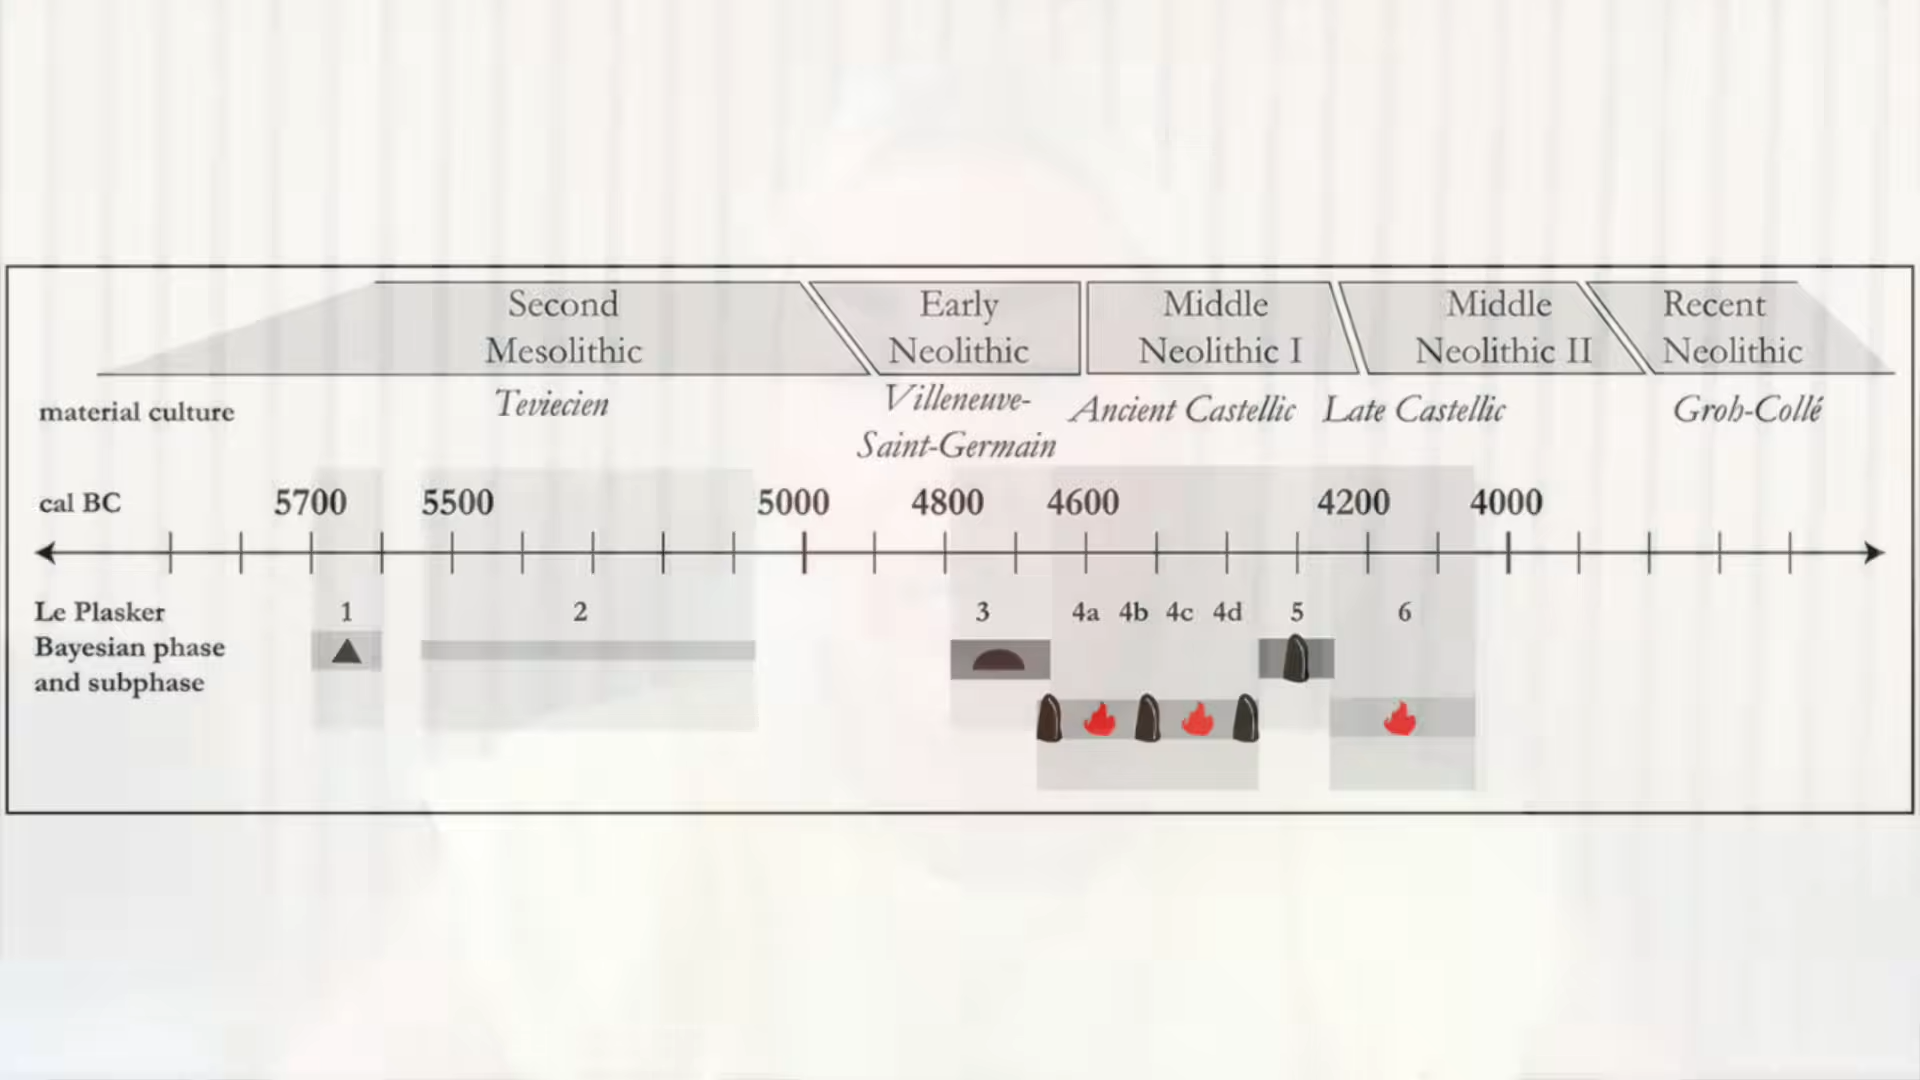 Second
Mesolithic
Early
Neolithic
Middle
Neolithic I
Middle
Neolithic II
Recent
Neolithic
material culture
Teviecien
Villeneuve-
Saint-Germain
Ancient Castellic
Late Castellic
Groh-Collé
cal BC
5700 5500 5000 4800 4600 4200 4000
Le Plasker
Bayesian phase
and subphase
1 2 3 4a 4b 4c 4d 5 6